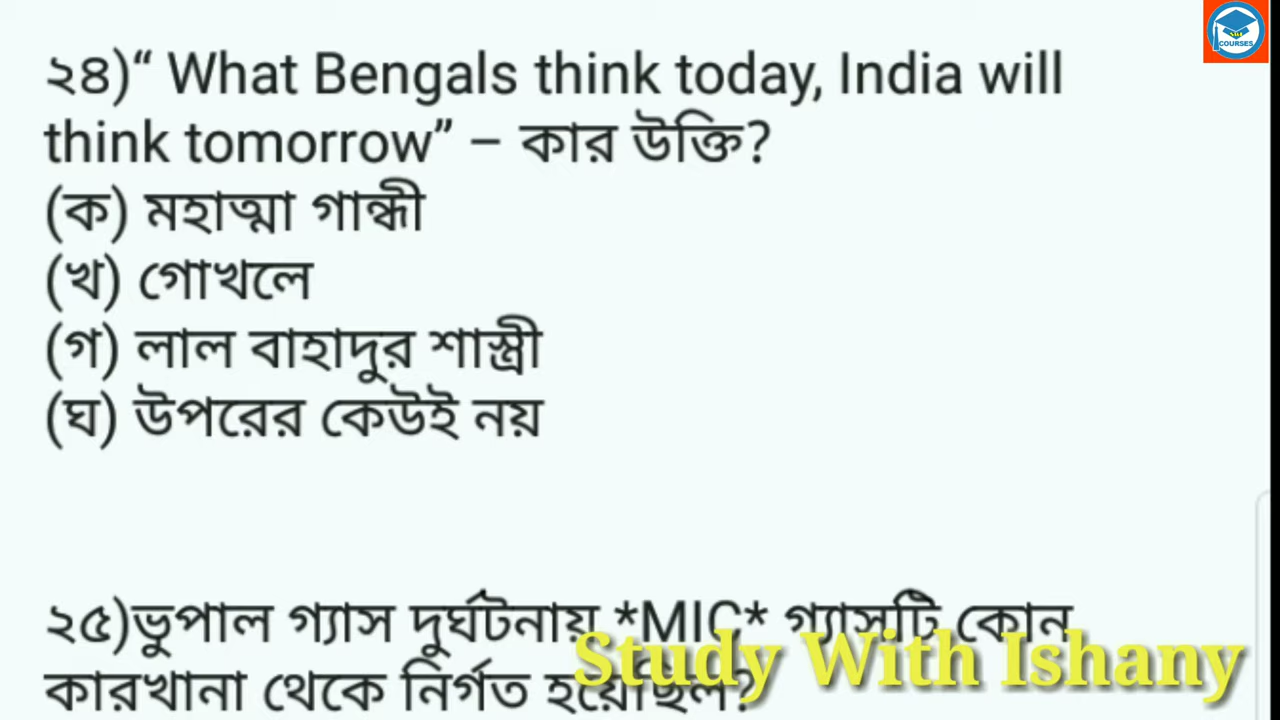 ২৪)“ What Bengals think today, India will
think tomorrow” – কার উক্তি?
(ক) মহাত্মা গান্ধী
(খ) গোখলে
(গ) লাল বাহাদুর শাস্ত্রী
(ঘ) উপরের কেউই নয়
২৫)ভুপাল গ্যাস দুর্ঘটনায় *MIC* গ্যাসটি কোন
কারখানা থেকে নির্গত হয়েছিল?
Study With Ishany
COURSES